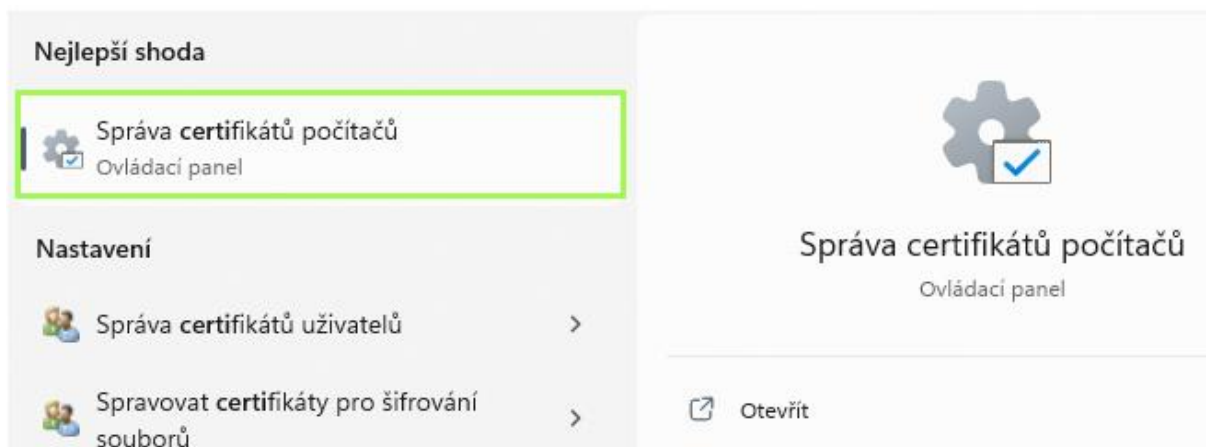 Nejlepší shoda
Správa certifikátů počítačů
Ovládací panel
Nastavení
Správa certifikátů uživatelů
Spravovat certifikáty pro šifrování
souborů
Správa certifikátů počítačů
Ovládací panel
Otevřít